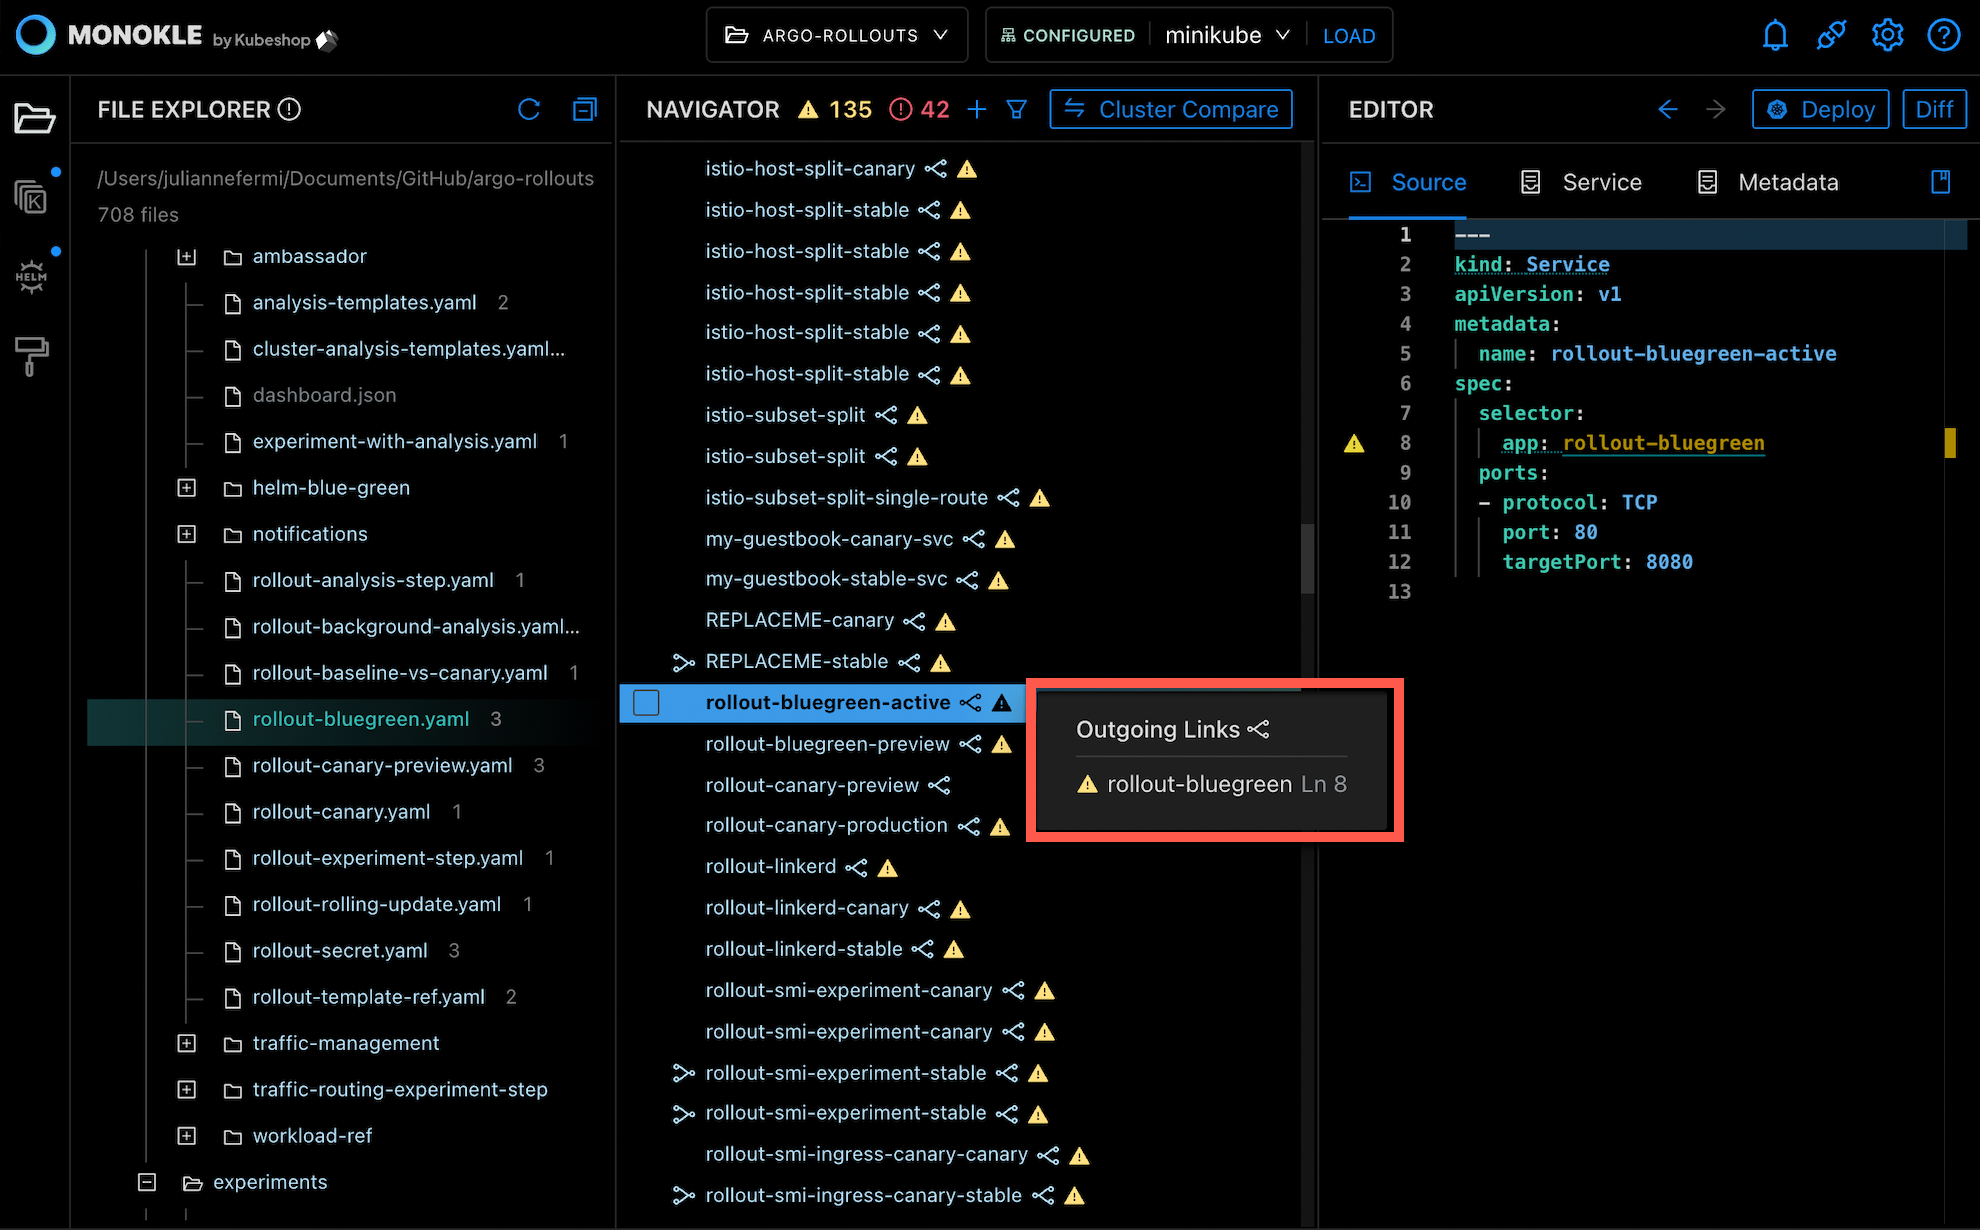 MONOKLE by Kubeshop
ARGO-ROLLOUTS
CONFIGURED minikube LOAD
FILE EXPLORER
/Users/juliannefermi/Documents/GitHub/argo-rollouts
708 files
ambassador
analysis-templates.yaml 2
cluster-analysis-templates.yaml...
dashboard.json
experiment-with-analysis.yaml 1
helm-blue-green
notifications
rollout-analysis-step.yaml 1
rollout-background-analysis.yaml...
rollout-baseline-vs-canary.yaml 1
rollout-bluegreen.yaml 3
rollout-canary-preview.yaml 3
rollout-canary.yaml 1
rollout-experiment-step.yaml 1
rollout-rolling-update.yaml 1
rollout-secret.yaml 3
rollout-template-ref.yaml 2
traffic-management
traffic-routing-experiment-step
workload-ref
experiments
HELM
K
NAVIGATOR 135 42 Cluster Compare
istio-host-split-canary
istio-host-split-stable
istio-host-split-stable
istio-host-split-stable
istio-host-split-stable
istio-host-split-stable
istio-subset-split
istio-subset-split
istio-subset-split-single-route
my-guestbook-canary-svc
my-guestbook-stable-svc
REPLACEME-canary
REPLACEME-stable
rollout-bluegreen-active
rollout-bluegreen-preview
rollout-canary-preview
rollout-canary-production
rollout-linkerd
rollout-linkerd-canary
rollout-linkerd-stable
rollout-smi-experiment-canary
rollout-smi-experiment-canary
rollout-smi-experiment-stable
rollout-smi-experiment-stable
rollout-smi-ingress-canary-canary
rollout-smi-ingress-canary-stable
Outgoing Links
rollout-bluegreen Ln 8
EDITOR
Deploy
Diff
Source
Service
Metadata
1 ---
2 kind: Service
3 apiVersion: v1
4 metadata:
5 name: rollout-bluegreen-active
6 spec:
7 selector:
8 app: rollout-bluegreen
9 ports:
10 - protocol: TCP
11 port: 80
12 targetPort: 8080
13